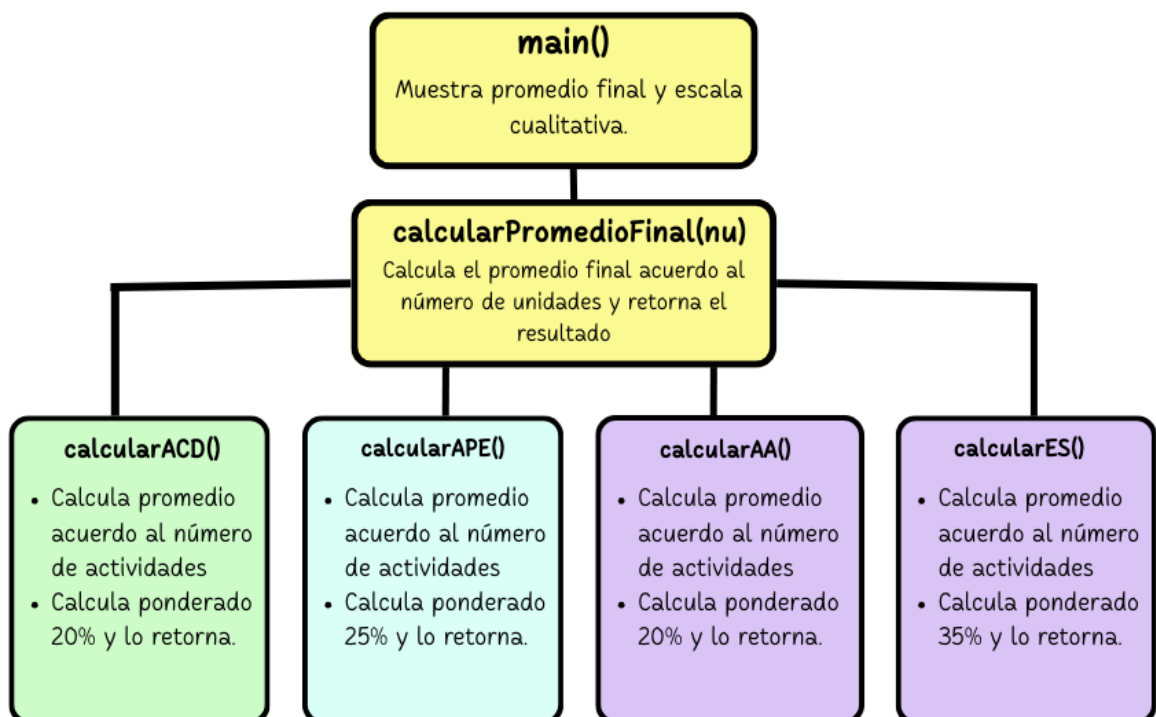 main()
Muestra promedio final y escala
cualitativa.
calcularPromedioFinal(nu)
Calcula el promedio final acuerdo al
número de unidades y retorna el
resultado
calcularACD()
• Calcula promedio
acuerdo al número
de actividades
• Calcula ponderado
20% y lo retorna.
calcularAPE()
• Calcula promedio
acuerdo al número
de actividades
• Calcula ponderado
25% y lo retorna.
calcularAA()
• Calcula promedio
acuerdo al número
de actividades
• Calcula ponderado
20% y lo retorna.
calcularES()
• Calcula promedio
acuerdo al número
de actividades
• Calcula ponderado
35% y lo retorna.